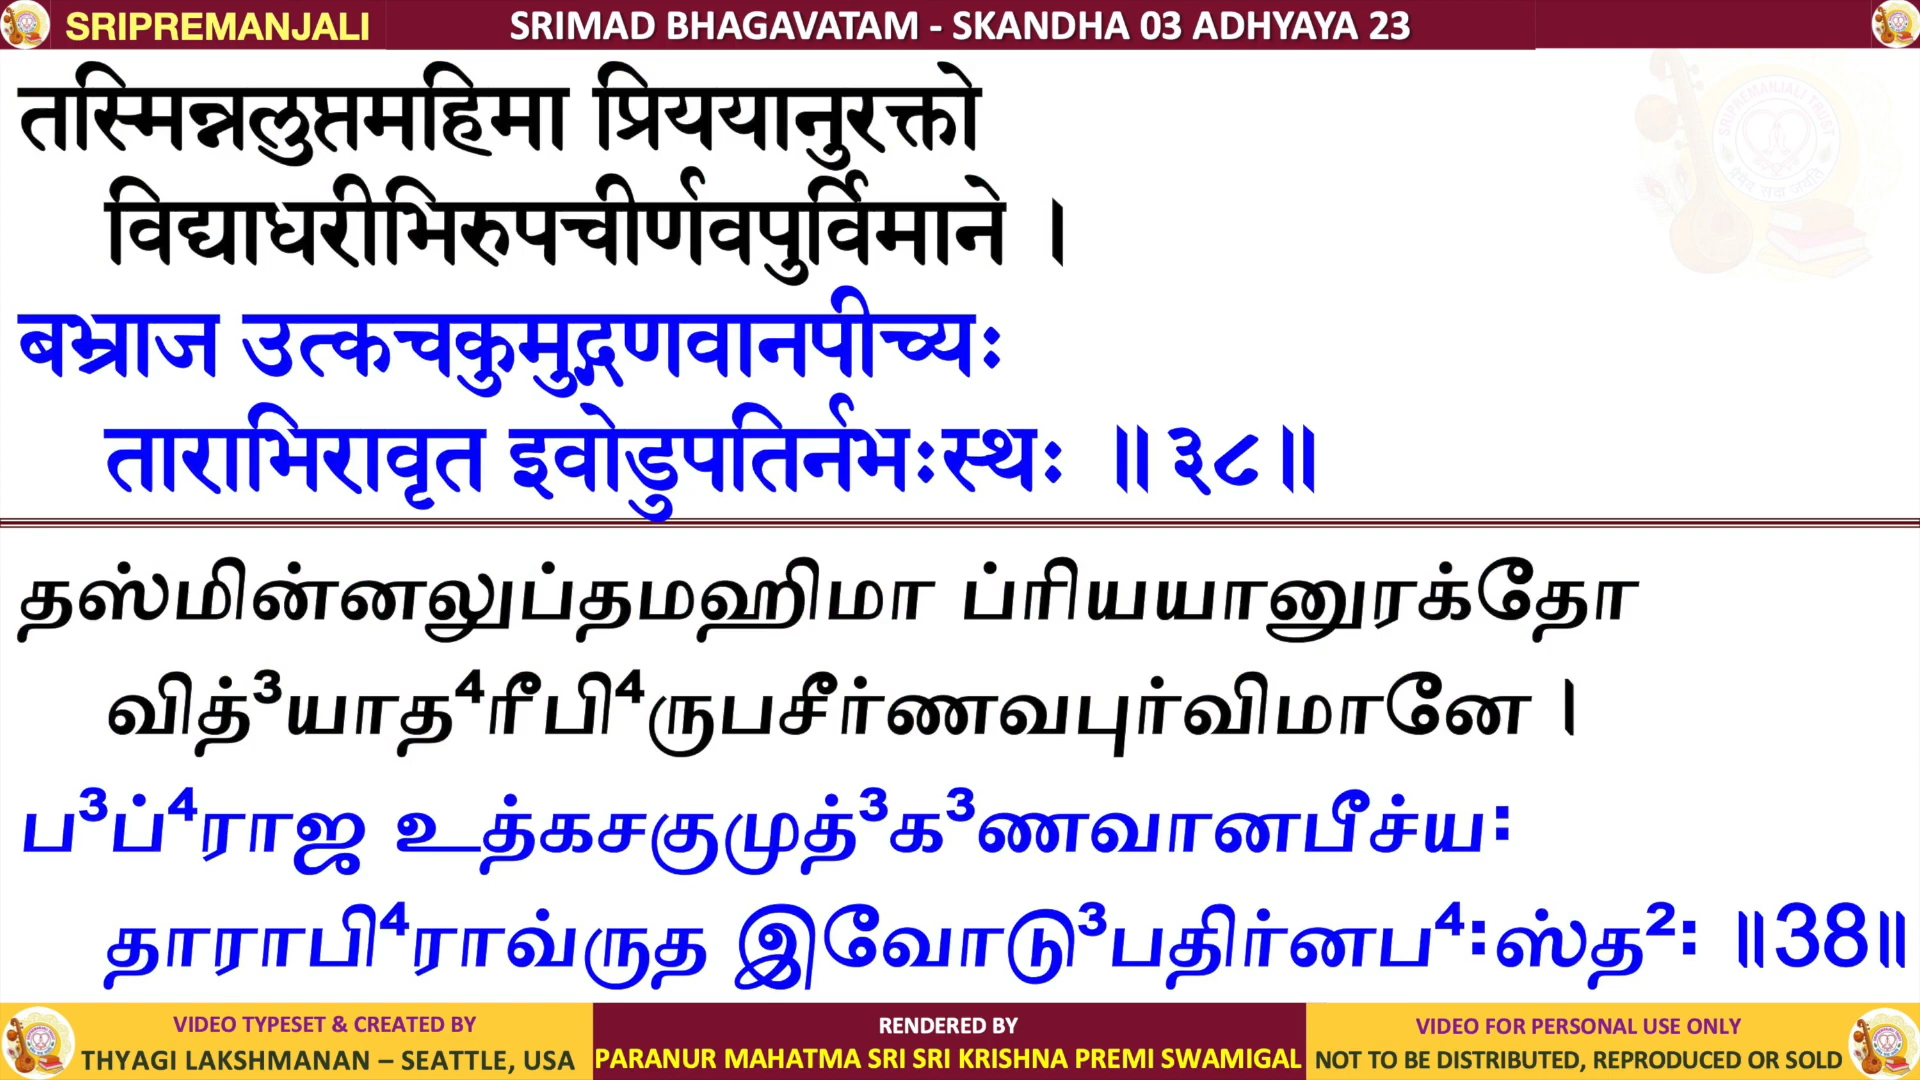 SRIPREMANJALI
SRIMAD BHAGAVATAM - SKANDHA 03 ADHYAYA 23
तस्मिन्नलुप्तमहिमा प्रिययानुरक्तो
विद्याधरीभिरुपचीर्णवपुर्विमाने ।
बभ्राज उत्कचकुमुद्गणवानपीच्यः
ताराभिरावृत इवोडुपतिर्नभःस्थः ॥३८॥
தஸ்மின்னலுப்தமஹிமா ப்ரியயானுரக்தோ
வித்³யாத⁴ரீபி⁴ருபசீர்ணவபுர்விமானே ।
ப³ப்⁴ராஜ உத்கசகுமுத்³க³ணவானபீச்ய:
தாராபி⁴ராவ்ருத இவோடு³பதிர்னப⁴:ஸ்த²: ॥38॥
VIDEO TYPESET & CREATED BY
THYAGI LAKSHMANAN – SEATTLE, USA
RENDERED BY
PARANUR MAHATMA SRI SRI KRISHNA PREMI SWAMIGAL
VIDEO FOR PERSONAL USE ONLY
NOT TO BE DISTRIBUTED, REPRODUCED OR SOLD